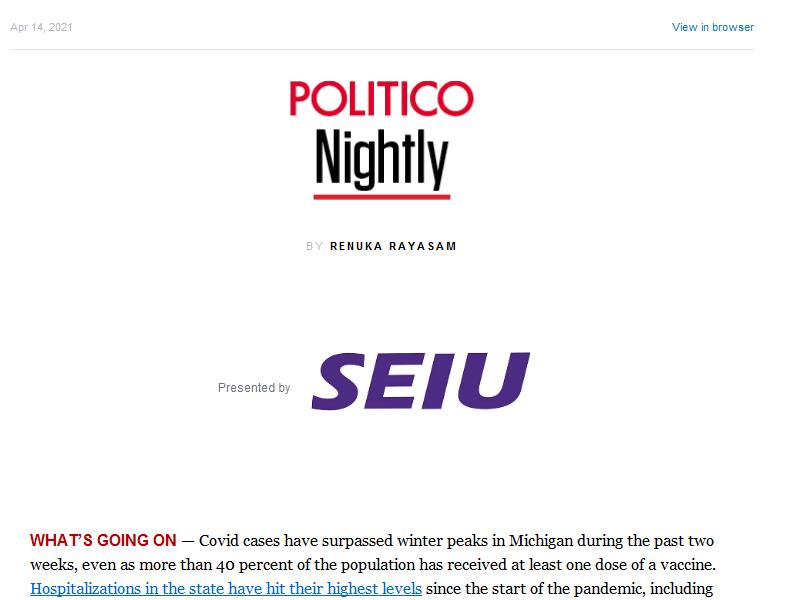 Apr 14, 2021 View in browser
POLITICO
Nightly
BY RENUKA RAYASAM
Presented by SEIU
WHAT'S GOING ON — Covid cases have surpassed winter peaks in Michigan during the past two
weeks, even as more than 40 percent of the population has received at least one dose of a vaccine.
Hospitalizations in the state have hit their highest levels since the start of the pandemic, including